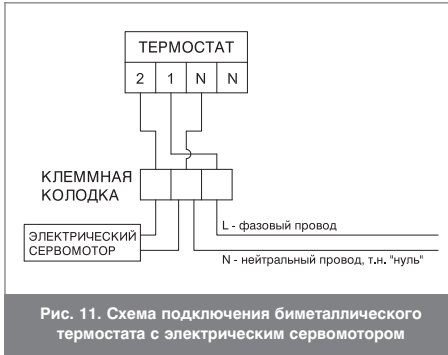 ТЕРМОСТАТ
2 1 N N
КЛЕММНАЯ
КОЛОДКА
L - фазовый провод
ЭЛЕКТРИЧЕСКИЙ
СЕРВОМОТОР
N - нейтральный провод, т.н. "нуль"
Рис. 11. Схема подключения биметаллического
термостата с электрическим сервомотором